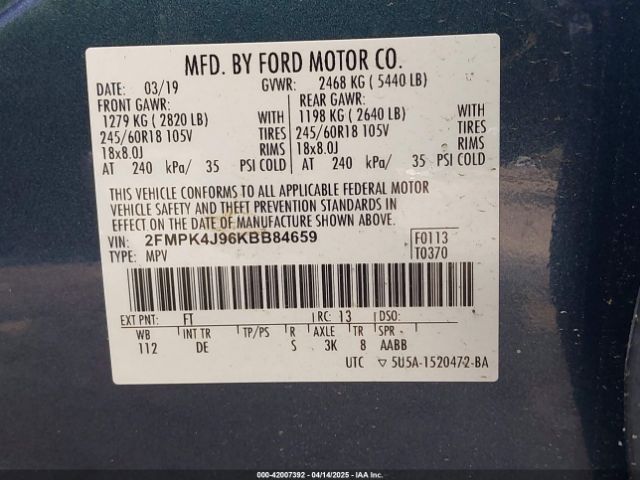 MFD. BY FORD MOTOR CO.
DATE: 03/19 GVWR: 2468 KG ( 5440 LB)
FRONT GAWR: REAR GAWR:
1279 KG ( 2820 LB) WITH 1198 KG ( 2640 LB) WITH
245/60R18 105V TIRES 245/60R18 105V TIRES
18x8.0J RIMS 18x8.0J RIMS
AT 240 kPa/ 35 PSI COLD AT 240 kPa/ 35 PSI COLD
THIS VEHICLE CONFORMS TO ALL APPLICABLE FEDERAL MOTOR
VEHICLE SAFETY AND THEFT PREVENTION STANDARDS IN
EFFECT ON THE DATE OF MANUFACTURE SHOWN ABOVE.
VIN: 2FMPK4J96KBB84659 F0113
TYPE: MPV T0370
EXT PNT: FT RC: 13 DSO:
WB INT TR TP/PS R AXLE TR SPR
112 DE S 3K 8 AABB
UTC ▽ 5U5A-1520472-BA
000-42007392 04/14/2025 Copyright IAA, Inc.